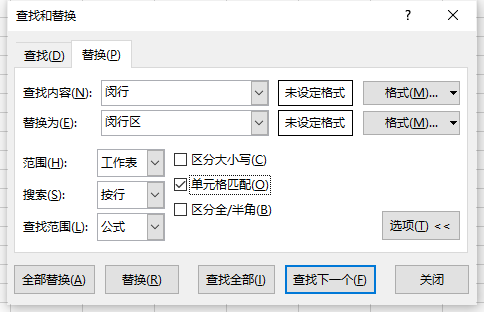 查找和替换
?
查找(D) 替换(P)
查找内容(N): 闵行 未设定格式 格式(M)...
替换为(E): 闵行区 未设定格式 格式(M)...
范围(H): 工作表 区分大小写(C)
搜索(S): 按行 单元格匹配(O)
查找范围(L): 公式 区分全/半角(B)
选项(T) <<
全部替换(A) 替换(R) 查找全部(I) 查找下一个(F) 关闭